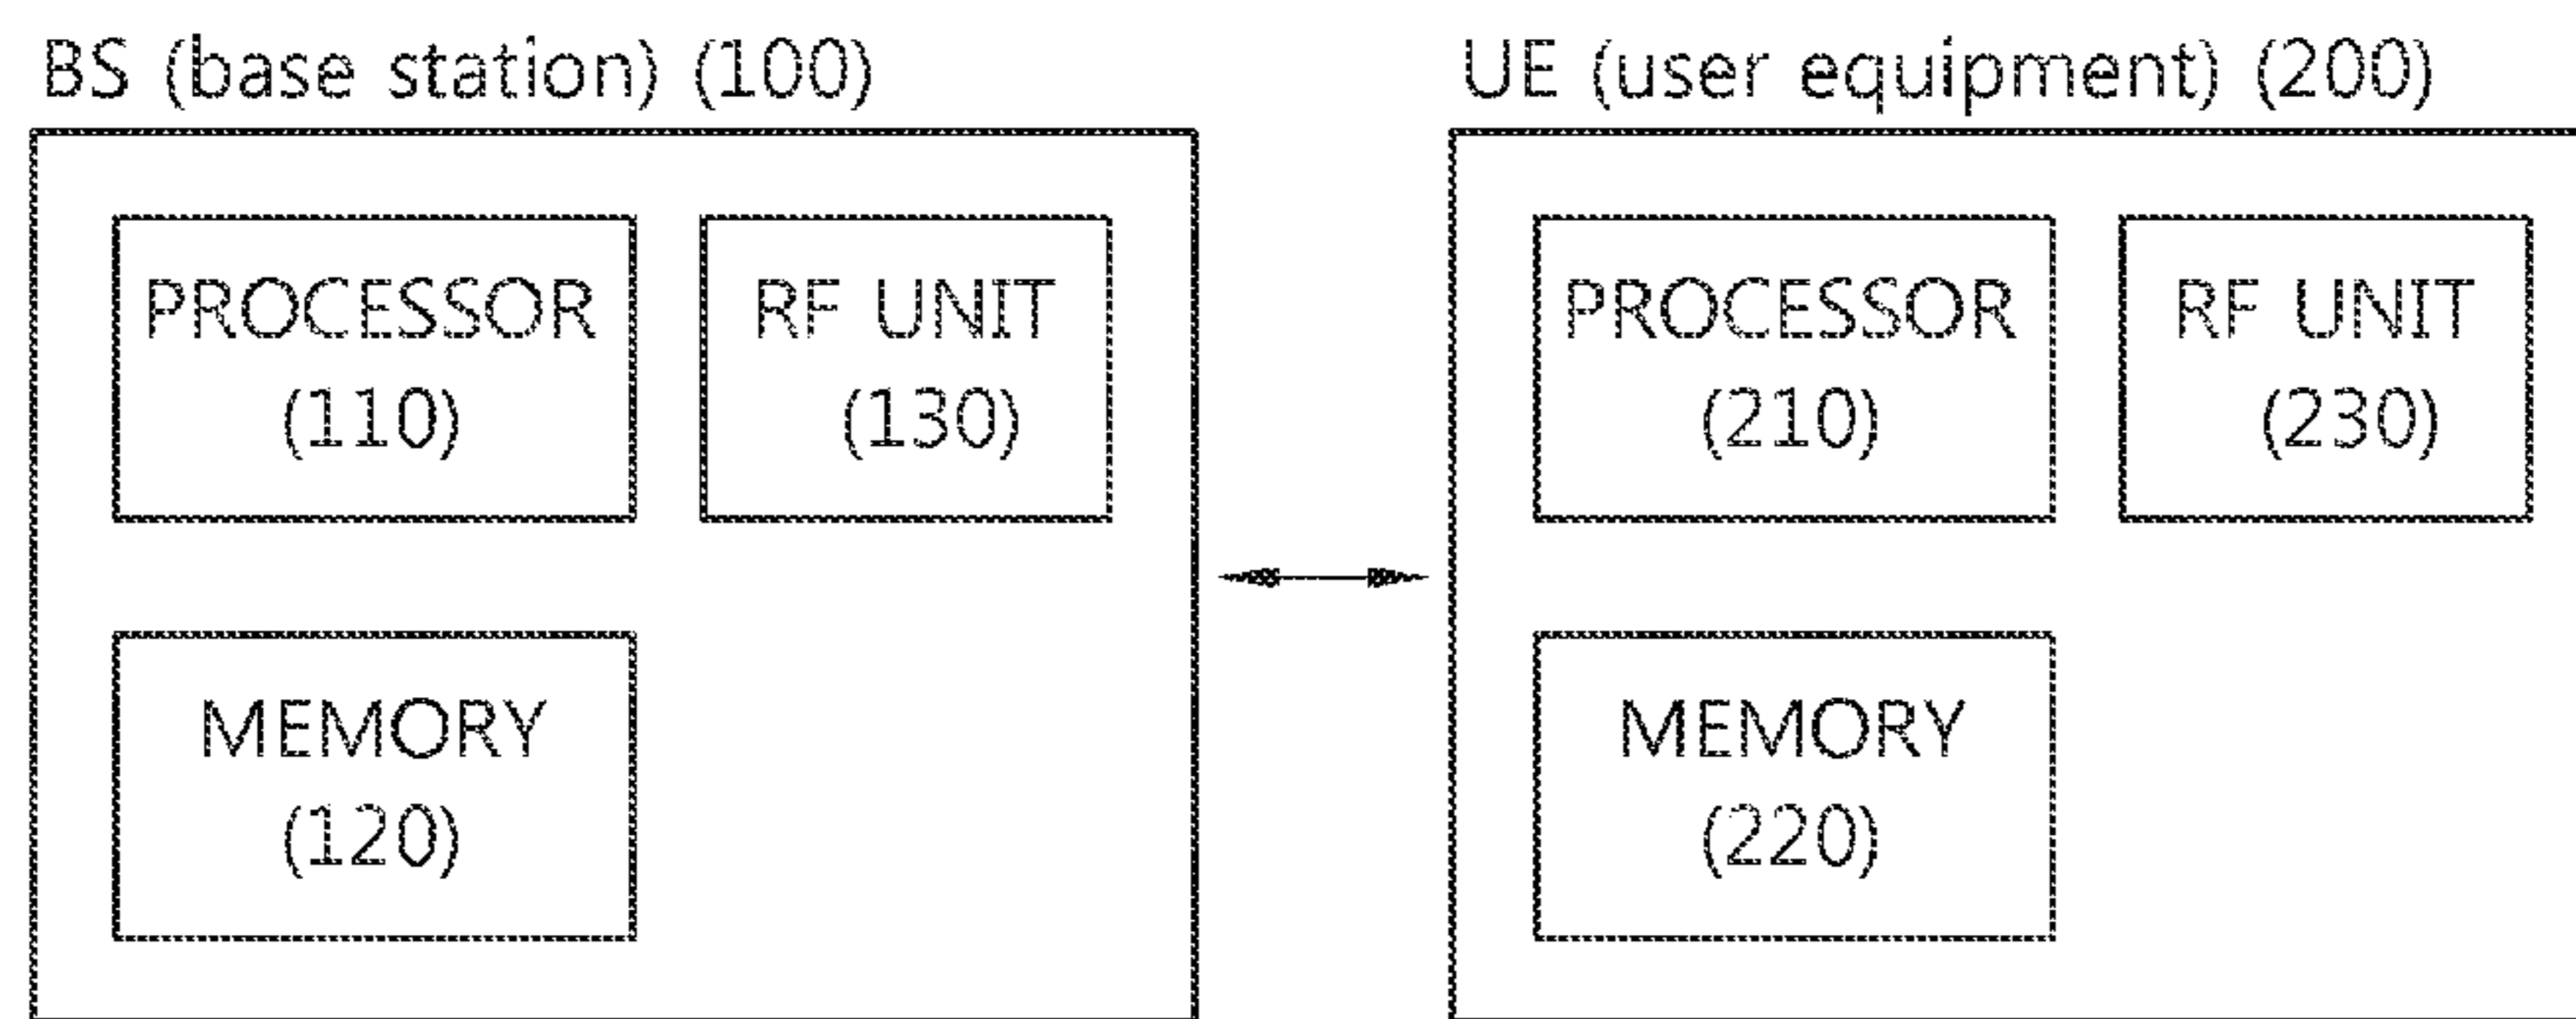 BS (base station) (100)
PROCESSOR
(110)
RF UNIT
(130)
MEMORY
(120)
UE (user equipment) (200)
PROCESSOR
(210)
RF UNIT
(230)
MEMORY
(220)